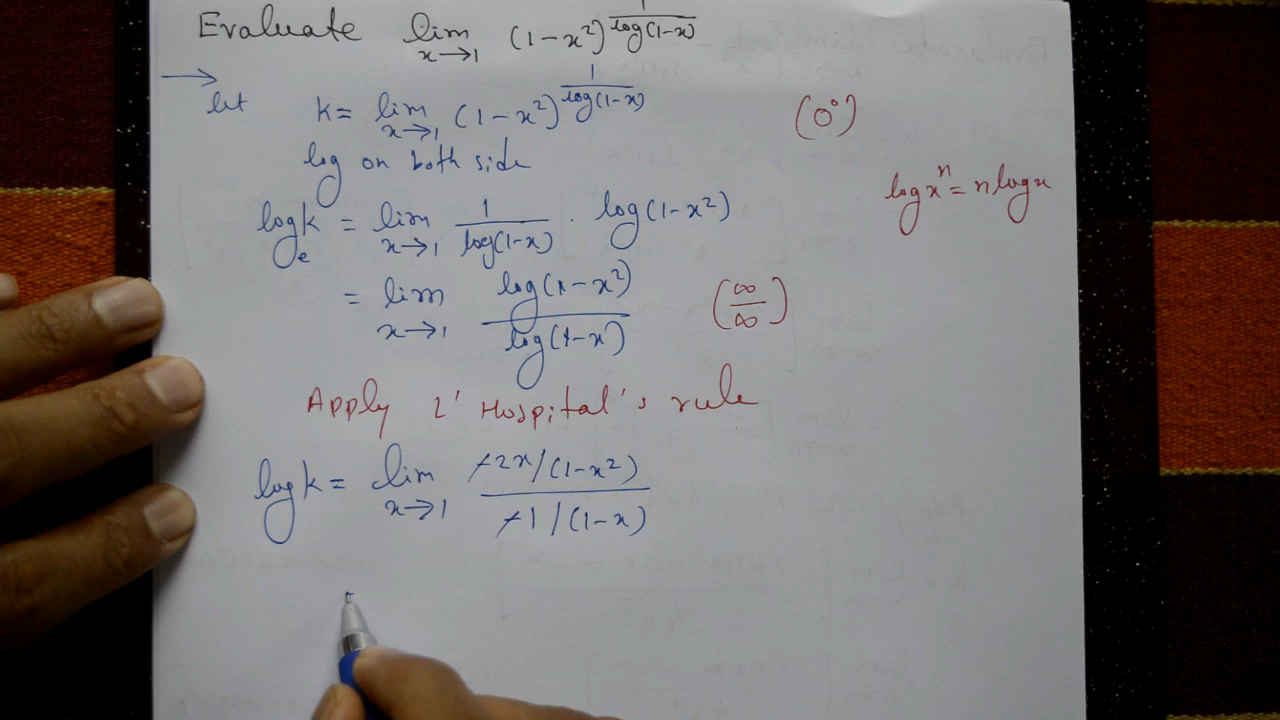 Evaluate lim x→1 (1-x²)^(1/log(1-x))
let k = lim x→1 (1-x²)^(1/log(1-x)) (0°)
log on both side
log x^n = n log x
log_e k = lim x→1 1/log(1-x) . log(1-x²)
= lim x→1 log(1-x²)/log(1-x) (∞/∞)
Apply L' Hospital's rule
log k = lim x→1 (-2x/(1-x²))/(-1/(1-x))